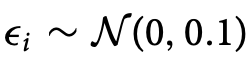 ϵᵢ ∼ 𝒩(0, 0.1)